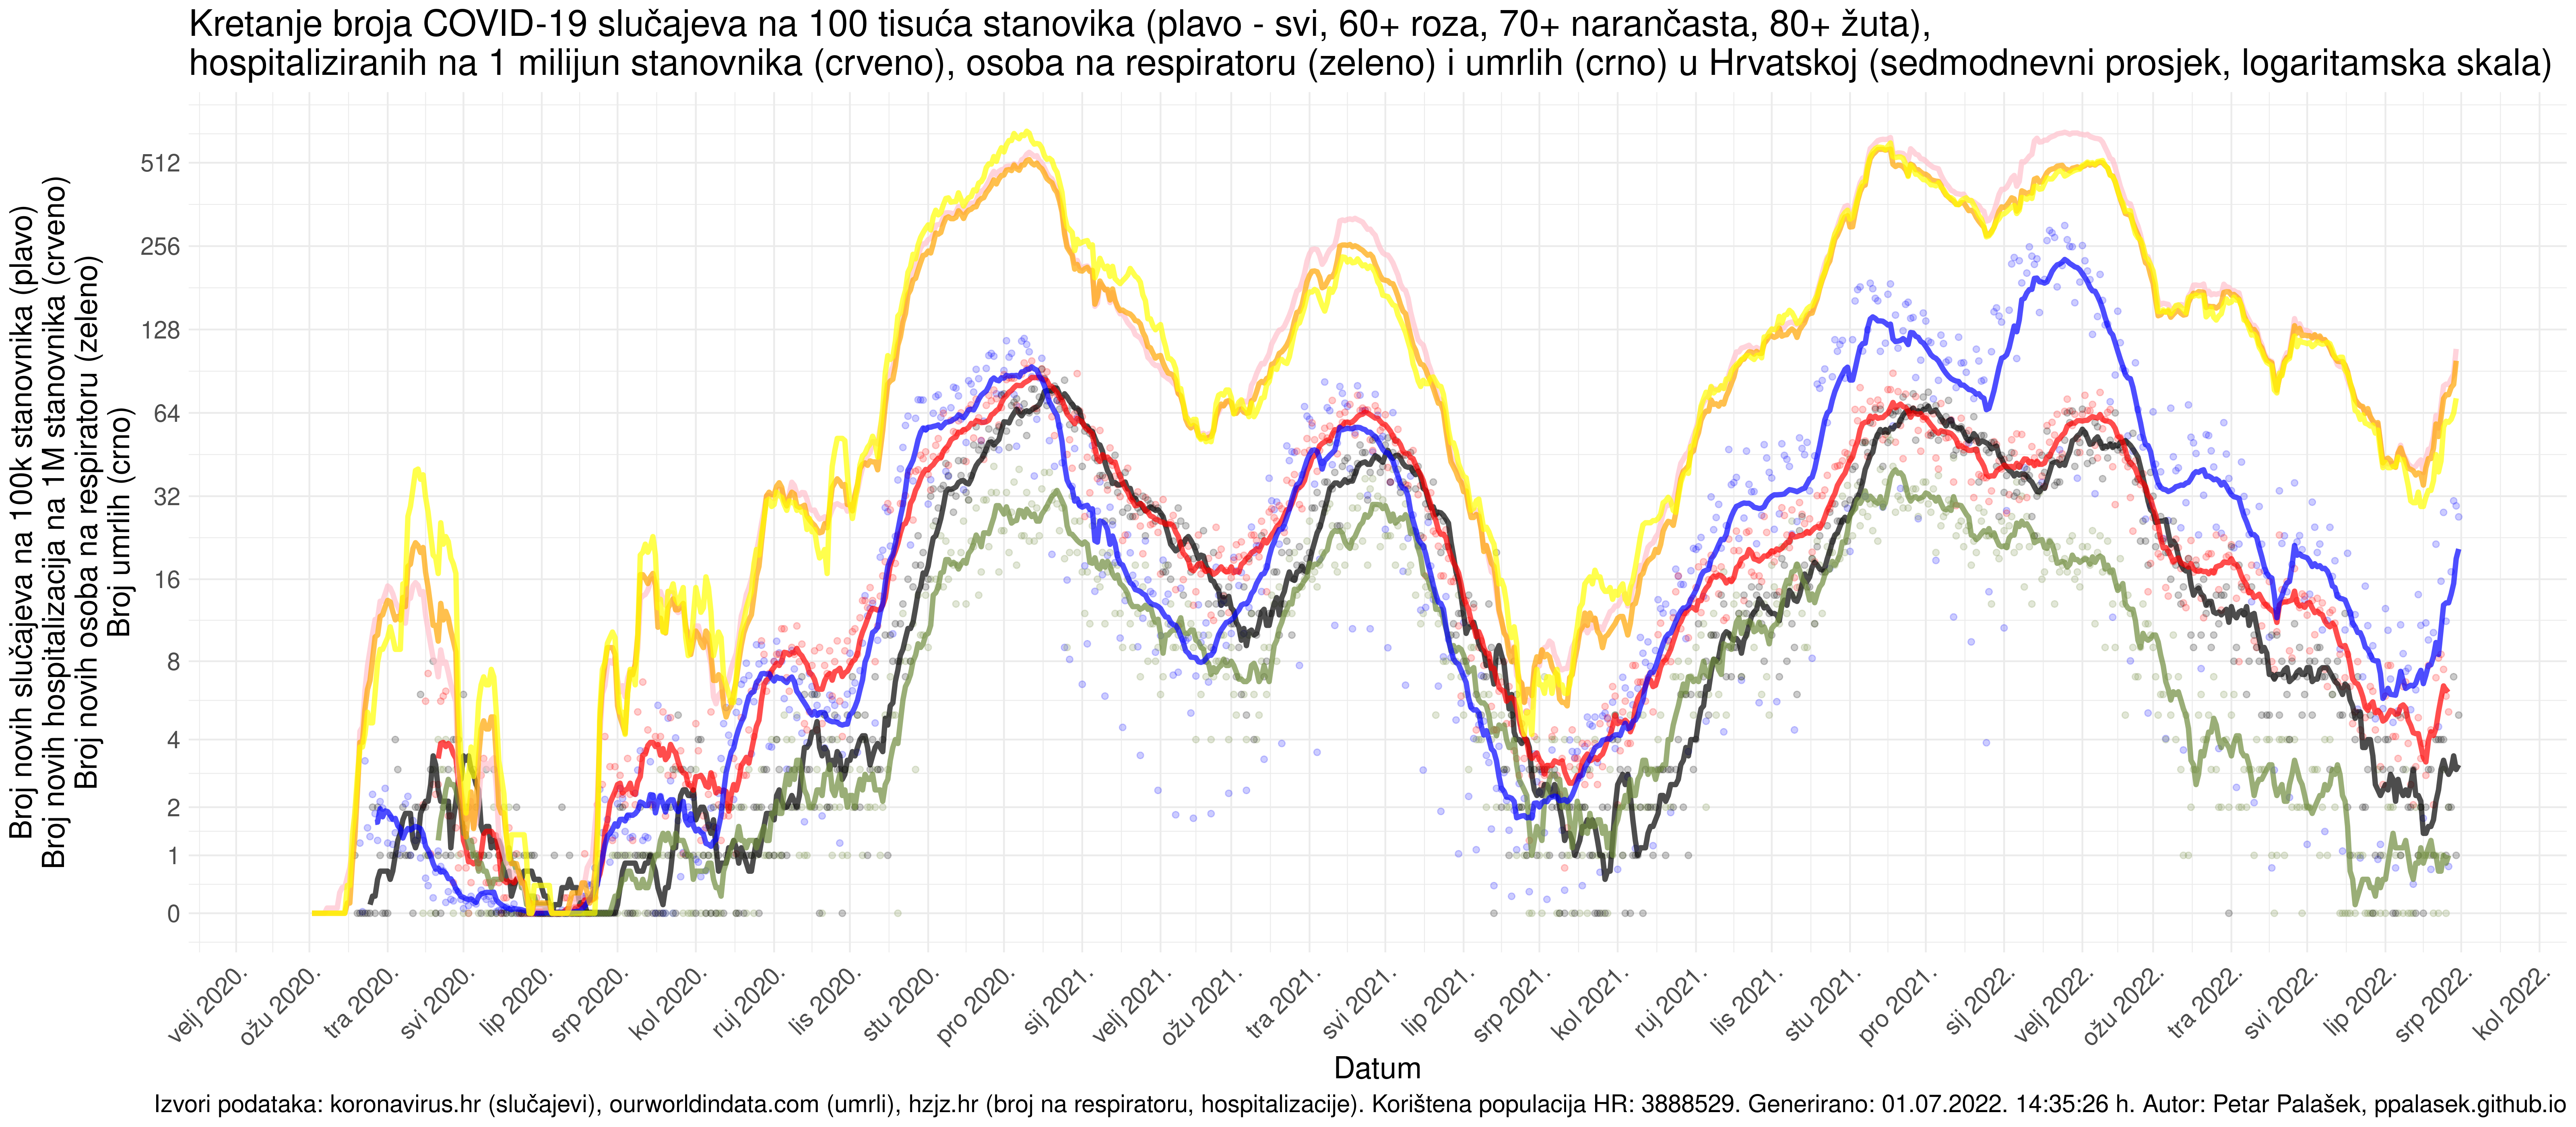 Kretanje broja COVID-19 slučajeva na 100 tisuća stanovika (plavo - svi, 60+ roza, 70+ narančasta, 80+ žuta),
hospitaliziranih na 1 milijun stanovnika (crveno), osoba na respiratoru (zeleno) i umrlih (crno) u Hrvatskoj (sedmodnevni prosjek, logaritamska skala)
Broj novih slučajeva na 100k stanovnika (plavo)
Broj novih hospitalizacija na 1M stanovnika (crveno)
Broj novih osoba na respiratoru (zeleno)
Broj umrlih (crno)
512
256
128
64
32
16
8
4
2
1
0
velj 2020.
ožu 2020.
tra 2020.
svi 2020.
lip 2020.
srp 2020.
kol 2020.
ruj 2020.
lis 2020.
stu 2020.
pro 2020.
sij 2021.
velj 2021.
ožu 2021.
tra 2021.
svi 2021.
lip 2021.
srp 2021.
kol 2021.
ruj 2021.
lis 2021.
stu 2021.
pro 2021.
sij 2022.
velj 2022.
ožu 2022.
tra 2022.
svi 2022.
lip 2022.
srp 2022.
kol 2022.
Datum
Izvori podataka: koronavirus.hr (slučajevi), ourworldindata.com (umrli), hzjz.hr (broj na respiratoru, hospitalizacije). Korištena populacija HR: 3888529. Generirano: 01.07.2022. 14:35:26 h. Autor: Petar Palašek, ppalasek.github.io